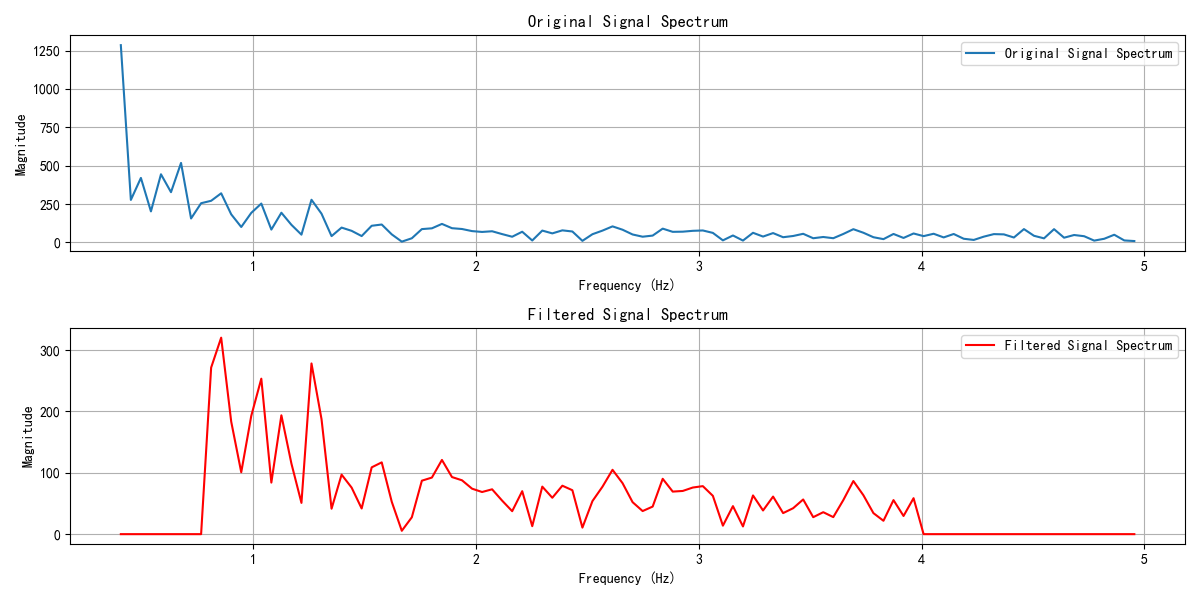 Original Signal Spectrum
Original Signal Spectrum
1250
1000
750
500
250
0
Magnitude
1 2 3 4 5
Frequency (Hz)
Filtered Signal Spectrum
Filtered Signal Spectrum
300
200
100
0
Magnitude
1 2 3 4 5
Frequency (Hz)